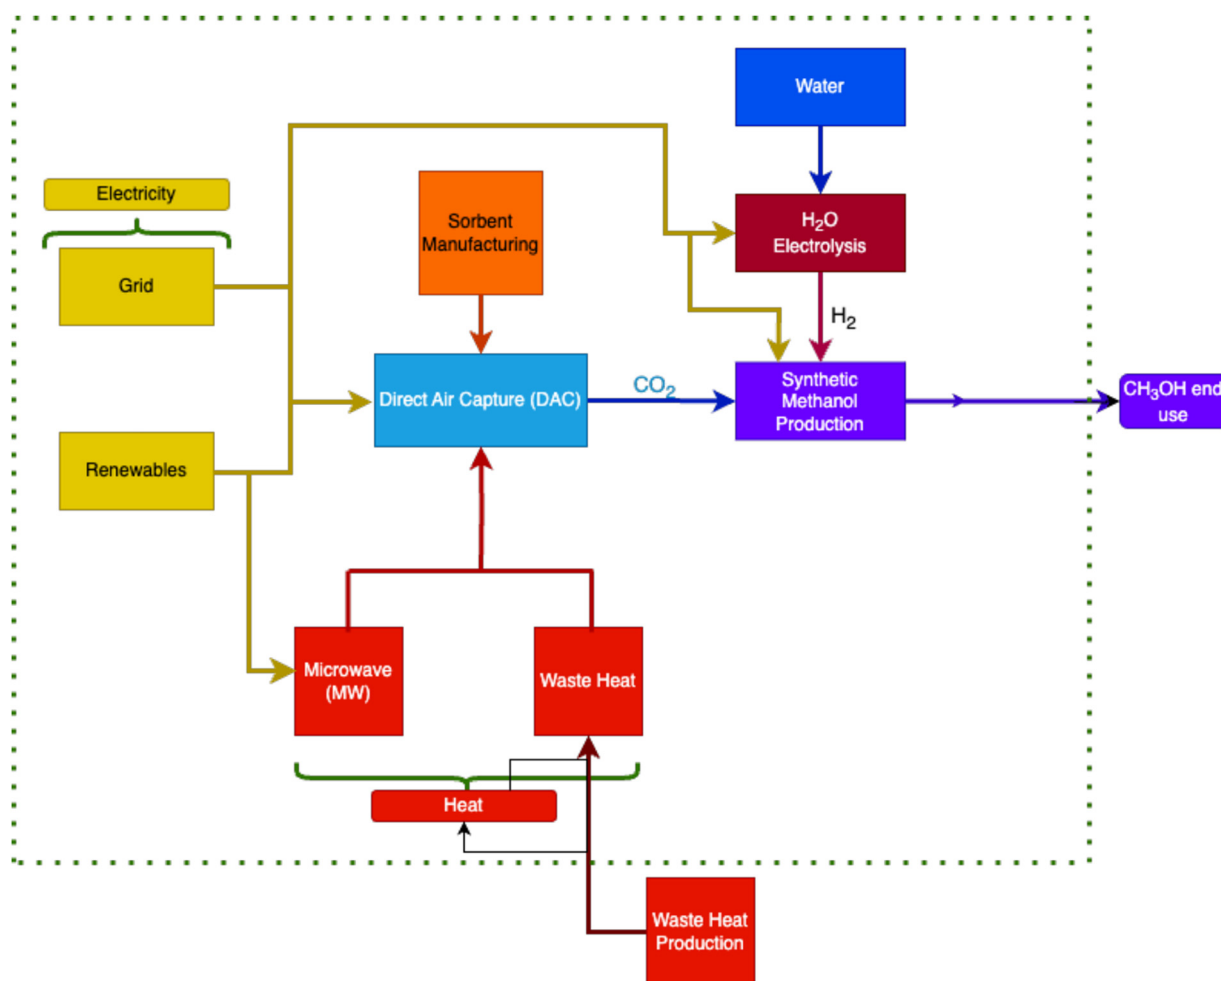 Water
Electricity
Sorbent
Manufacturing
H₂O
Electrolysis
Grid
H₂
Direct Air Capture (DAC)
CO₂
Synthetic
Methanol
Production
CH₃OH end
use
Renewables
Microwave
(MW)
Waste Heat
Heat
Waste Heat
Production